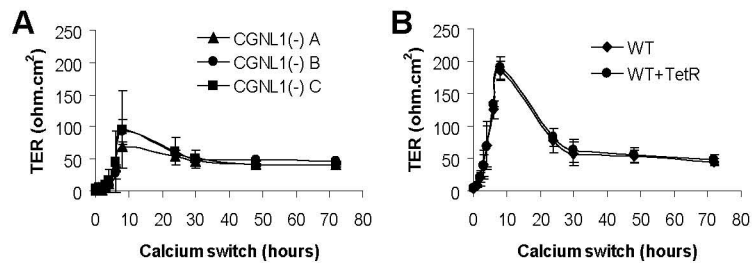 A
CGNL1(-) A
CGNL1(-) B
CGNL1(-) C
TER (ohm.cm²)
250
200
150
100
50
0
0 10 20 30 40 50 60 70 80
Calcium switch (hours)
B
WT
WT+TetR
TER (ohm.cm²)
250
200
150
100
50
0
0 10 20 30 40 50 60 70 80
Calcium switch (hours)